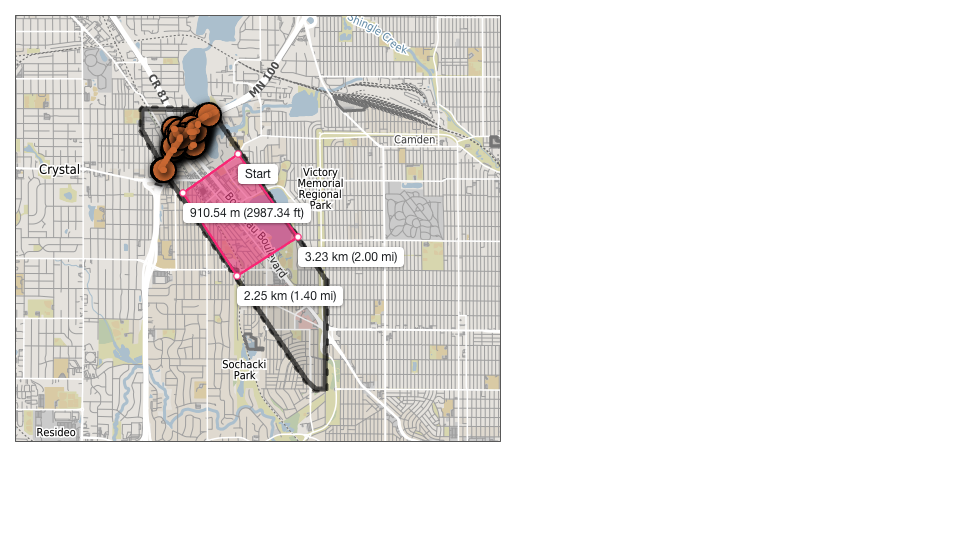 Shingle Creek
CR 81
MN 100
Camden
Crystal
Start
Victory
Memorial
Regional
Park
910.54 m (2987.34 ft)
3.23 km (2.00 mi)
2.25 km (1.40 mi)
Boulevard
Sochacki
Park
Resideo